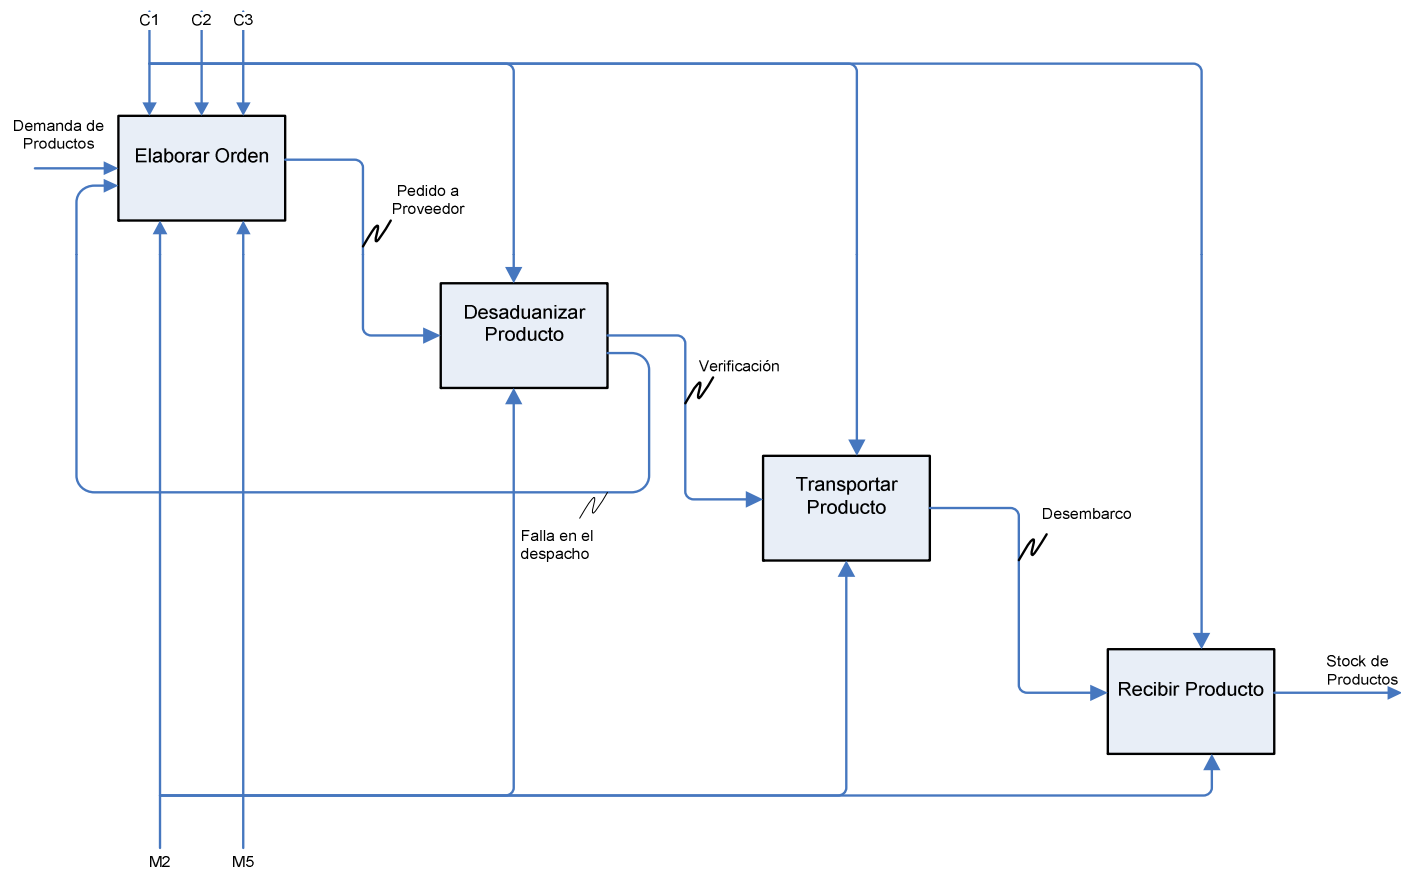 C1
C2
C3
Demanda de
Productos
Elaborar Orden
Pedido a
Proveedor
Desaduanizar
Producto
Verificación
Transportar
Producto
Desembarco
Falla en el
despacho
Stock de
Productos
Recibir Producto
M2
M5